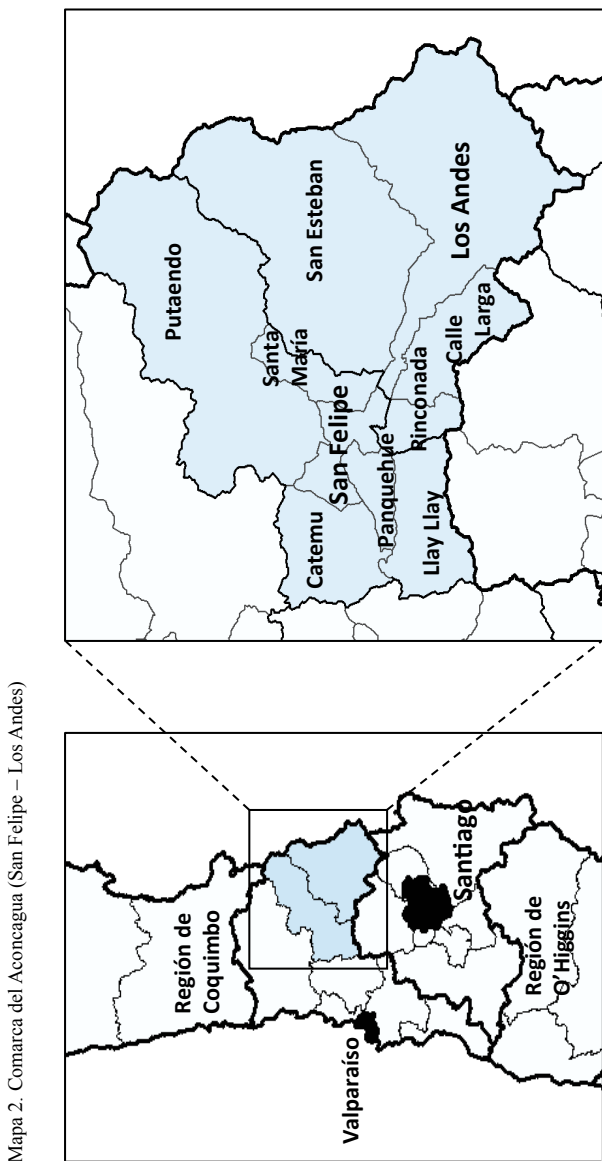 Mapa 2. Comarca del Aconcagua (San Felipe – Los Andes)
Región de
Coquimbo
Valparaíso
Santiago
Región de
O'Higgins
Putaendo
San Esteban
Santa
María
Catemu
San Felipe
Panquehue
Llay Llay
Rinconada
Calle
Larga
Los Andes